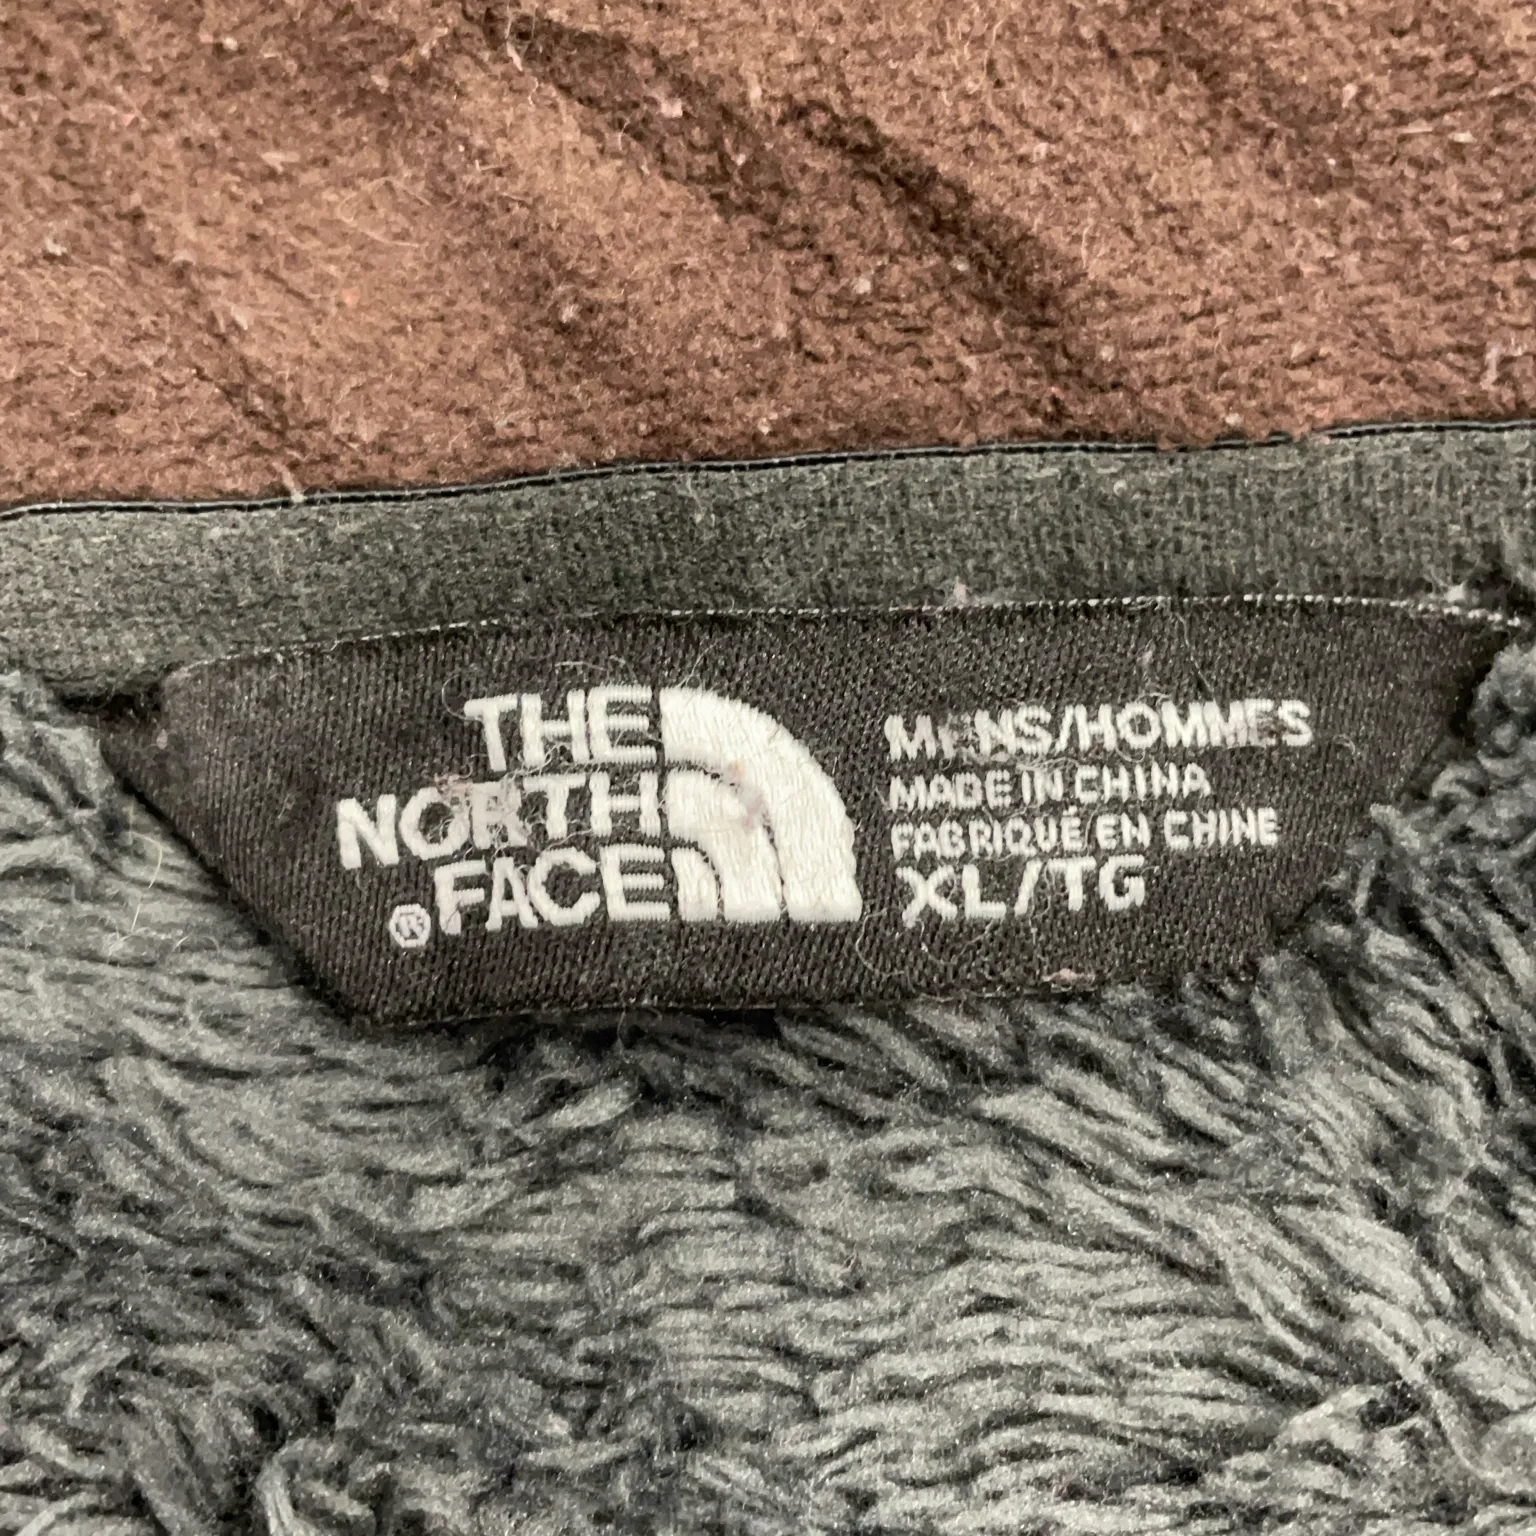 THE
NORTH
FACE
®
MENS/HOMMES
MADE IN CHINA
FABRIQUÉ EN CHINE
XL/TG